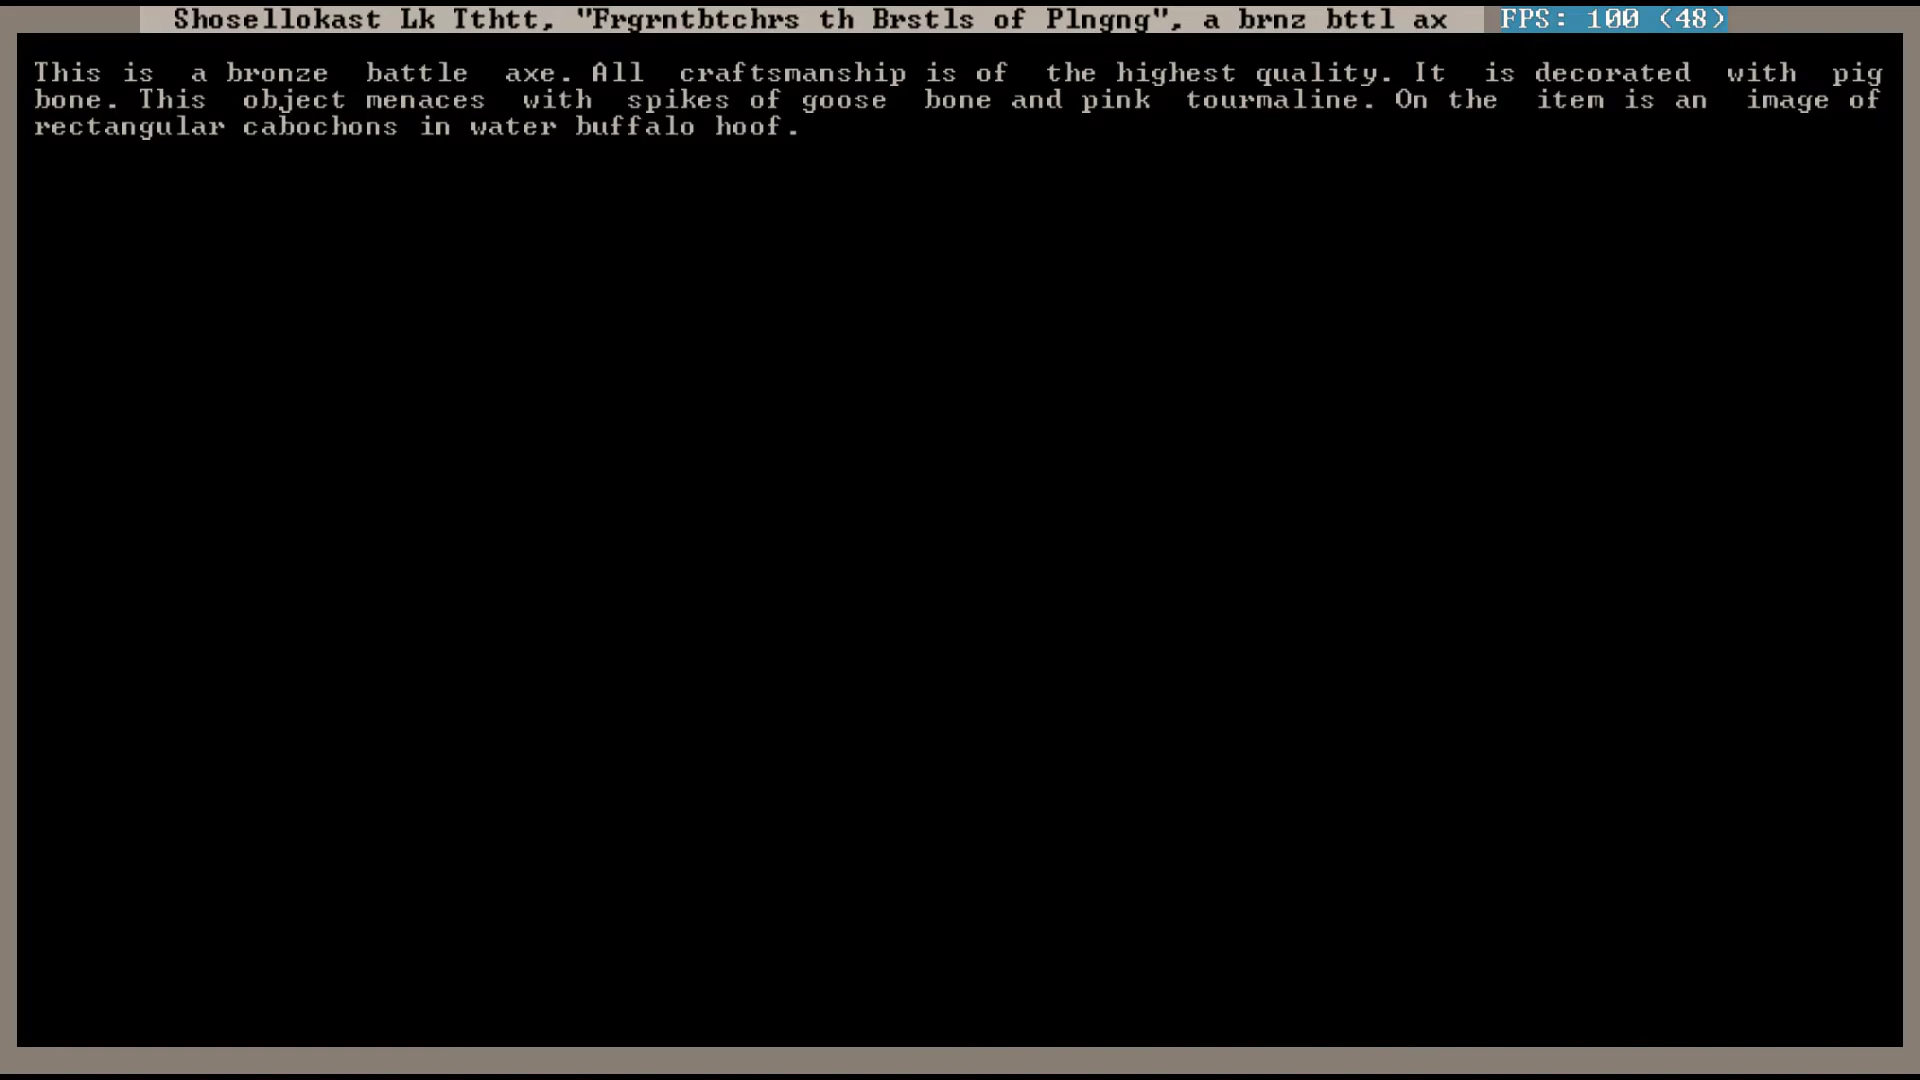 Shosellokast Lk Tthtt, "Frgrntbtchrs th Brstls of Plngng", a brnz bttl ax FPS: 100 (48)
This is a bronze battle axe. All craftsmanship is of the highest quality. It is decorated with pig
bone. This object menaces with spikes of goose bone and pink tourmaline. On the item is an image of
rectangular cabochons in water buffalo hoof.